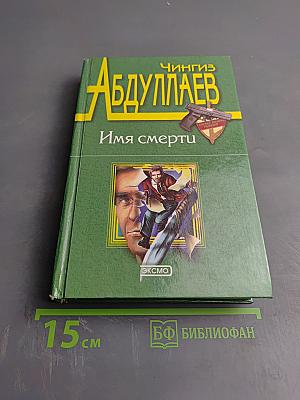 Чингиз
АБДУЛЛАЕВ
Имя смерти
ЭКСМО
15 см
БФ БИБЛИОФАН